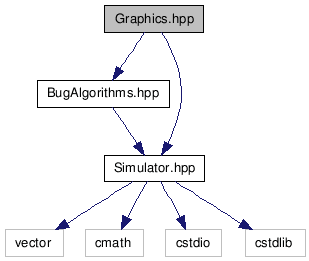 Graphics.hpp
BugAlgorithms.hpp
Simulator.hpp
vector
cmath
cstdio
cstdlib